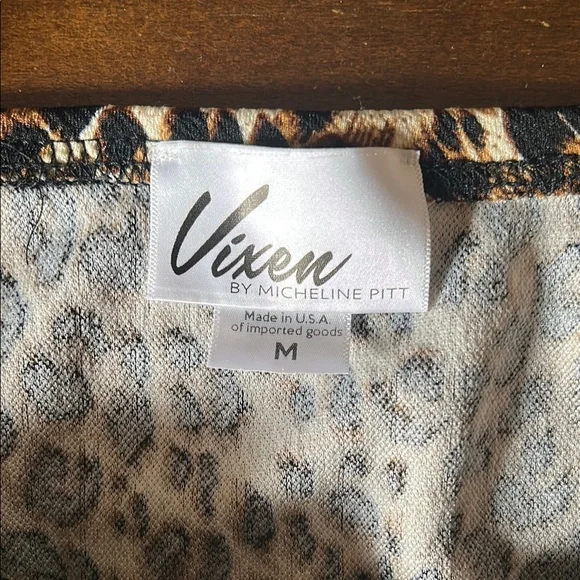 Vixen
BY MICHELINE PITT
Made in U.S.A
of imported goods
M